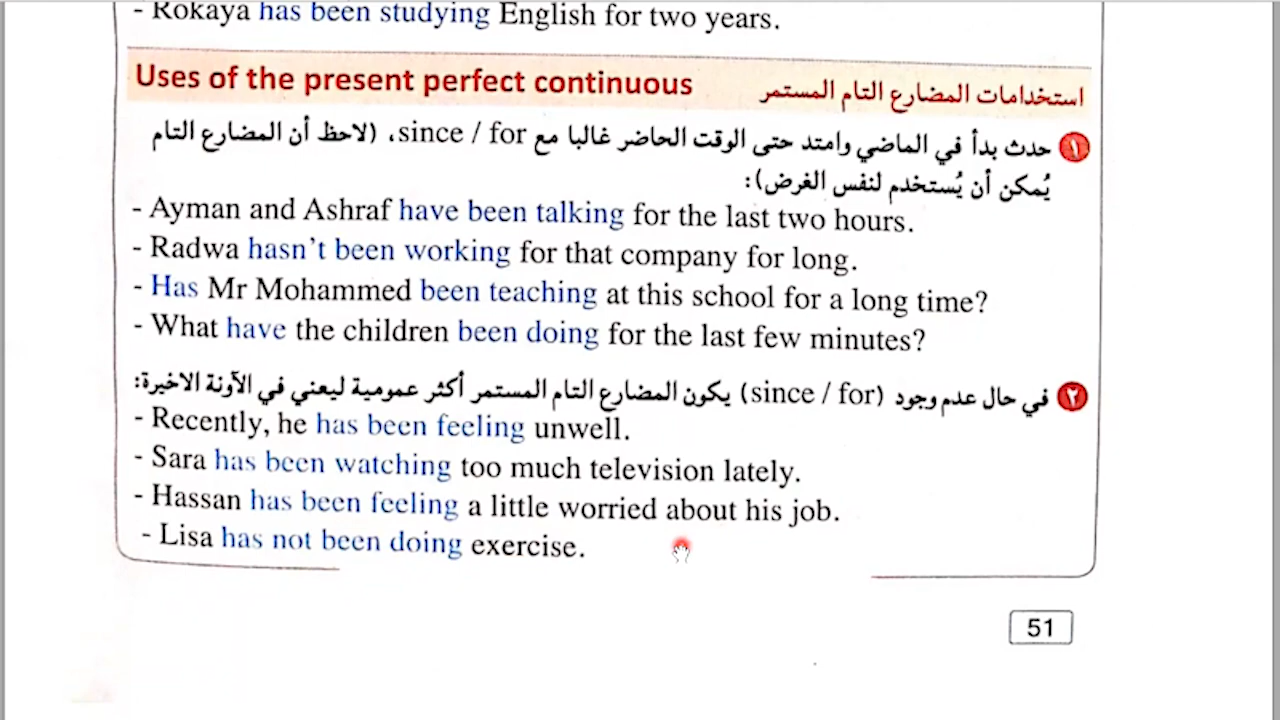 - Rokaya has been studying English for two years.
Uses of the present perfect continuous استخدامات المضارع التام المستمر
١ حدث بدأ في الماضي وامتد حتى الوقت الحاضر غالبا مع since / for، (لاحظ أن المضارع التام
يُمكن أن يُستخدم لنفس الغرض):
- Ayman and Ashraf have been talking for the last two hours.
- Radwa hasn't been working for that company for long.
- Has Mr Mohammed been teaching at this school for a long time?
- What have the children been doing for the last few minutes?
٢ في حال عدم وجود (since / for) يكون المضارع التام المستمر أكثر عمومية ليعني في الآونة الاخيرة:
- Recently, he has been feeling unwell.
- Sara has been watching too much television lately.
- Hassan has been feeling a little worried about his job.
- Lisa has not been doing exercise.
51